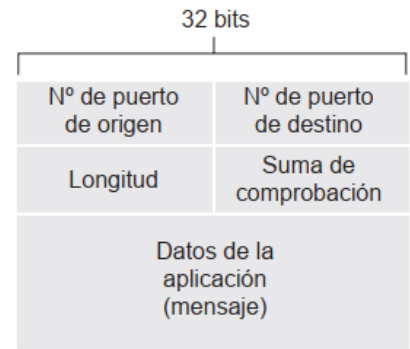 32 bits
Nº de puerto
de origen
Nº de puerto
de destino
Longitud
Suma de
comprobación
Datos de la
aplicación
(mensaje)